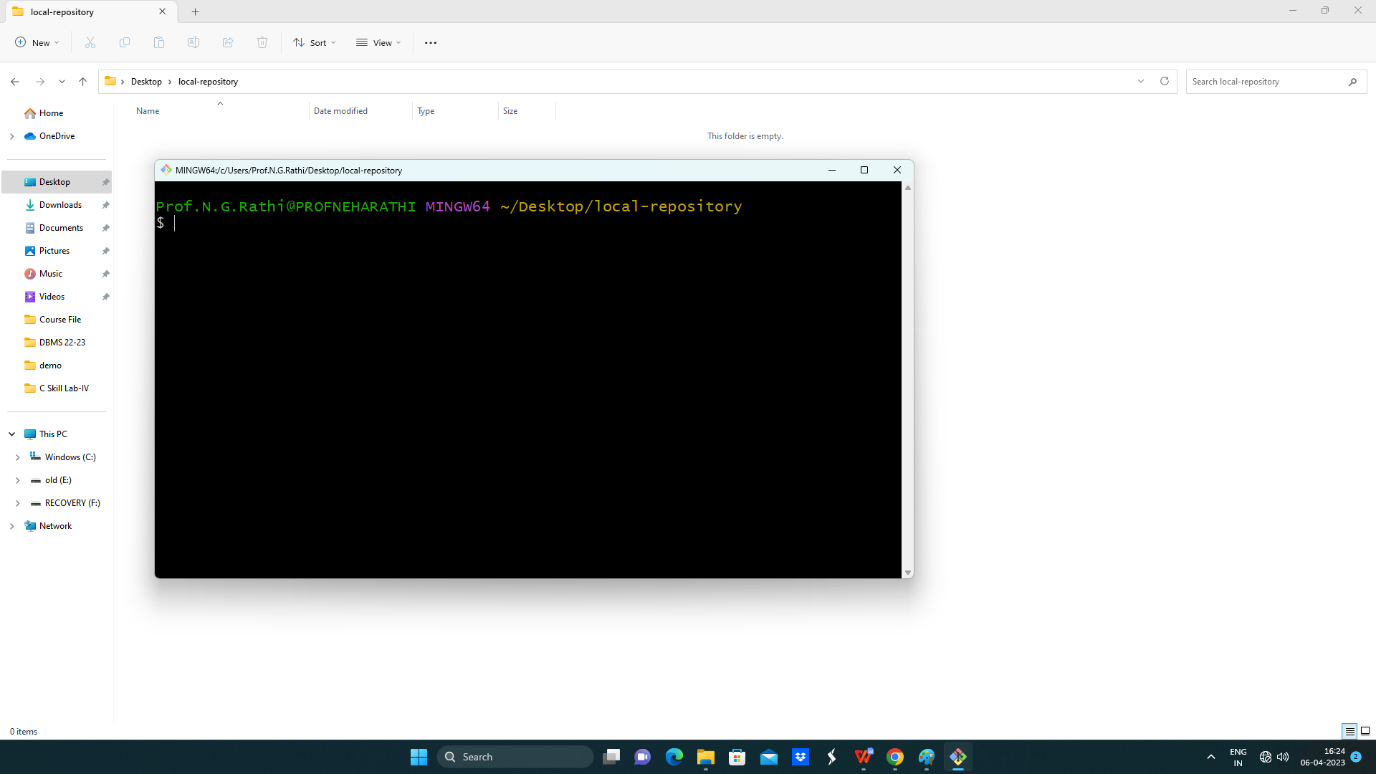 local-repository
New
Sort
View
Desktop
local-repository
Search local-repository
Home
OneDrive
Desktop
Downloads
Documents
Pictures
Music
Videos
Course File
DBMS 22-23
demo
C Skill Lab-IV
This PC
Windows (C:)
old (E:)
RECOVERY (F:)
Network
Name
Date modified
Type
Size
This folder is empty.
MINGW64:/c/Users/Prof.N.G.Rathi/Desktop/local-repository
Prof.N.G.Rathi@PROFNEHARATHI MINGW64 ~/Desktop/local-repository
$
0 items
Search
ENG
IN
16:24
06-04-2023
2